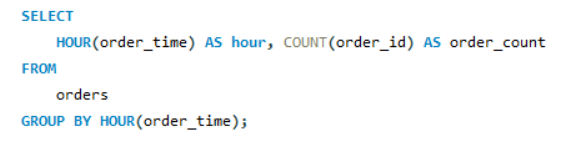 SELECT
    HOUR(order_time) AS hour, COUNT(order_id) AS order_count
FROM
    orders
GROUP BY HOUR(order_time);